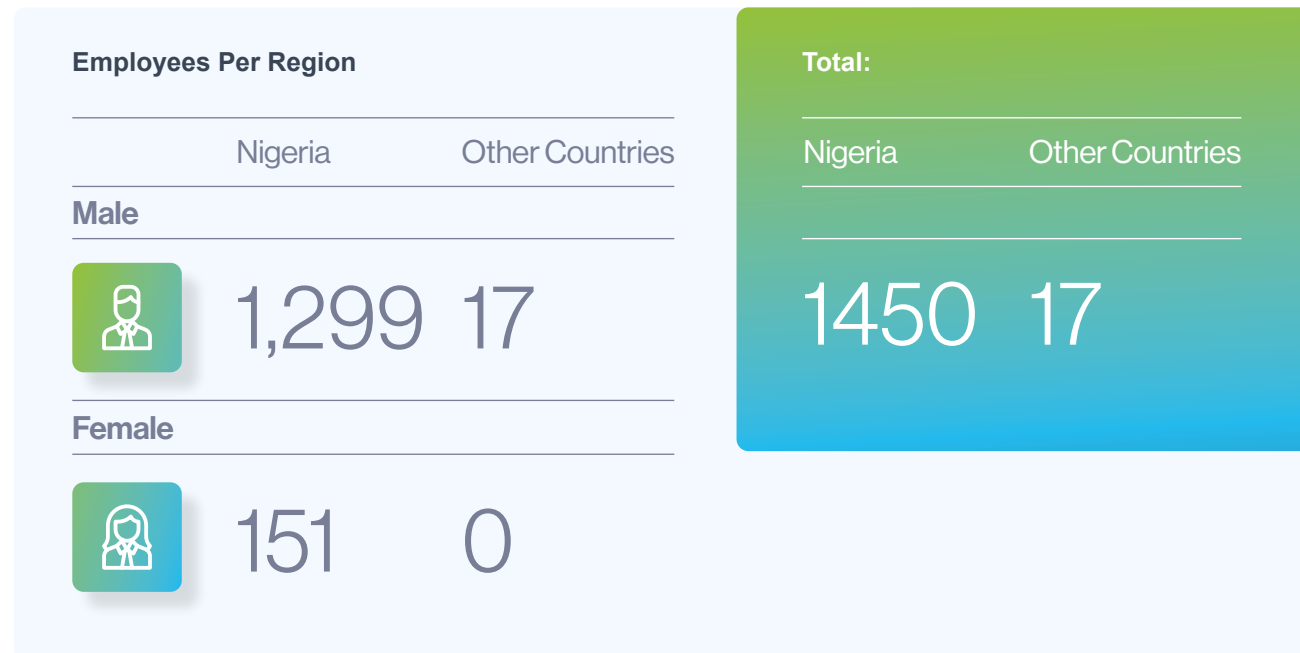 Employees Per Region
Nigeria Other Countries
Male
1,299 17
Female
151 0
Total:
Nigeria Other Countries
1450 17